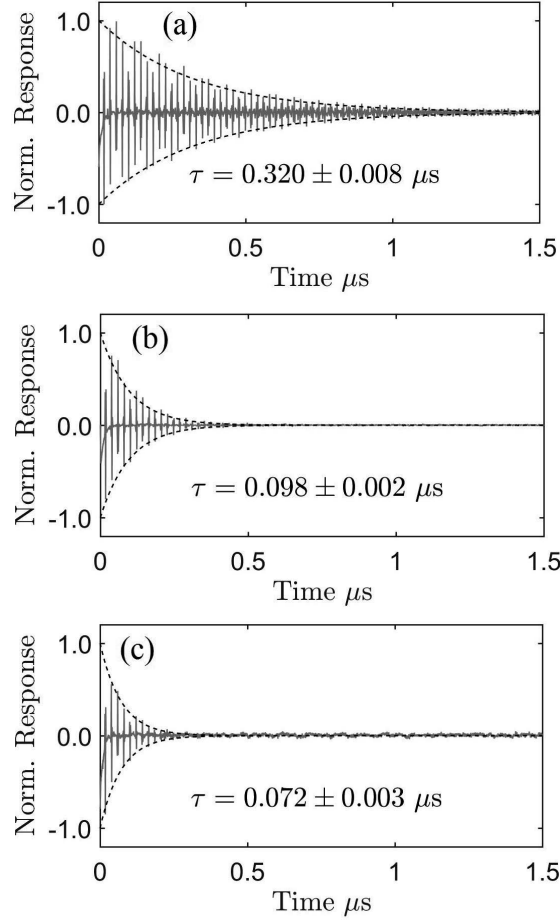 (a)
1.0
0.0
-1.0
Norm. Response
τ = 0.320 ± 0.008 μs
0 0.5 1 1.5
Time μs
(b)
1.0
0.0
-1.0
Norm. Response
τ = 0.098 ± 0.002 μs
0 0.5 1 1.5
Time μs
(c)
1.0
0.0
-1.0
Norm. Response
τ = 0.072 ± 0.003 μs
0 0.5 1 1.5
Time μs